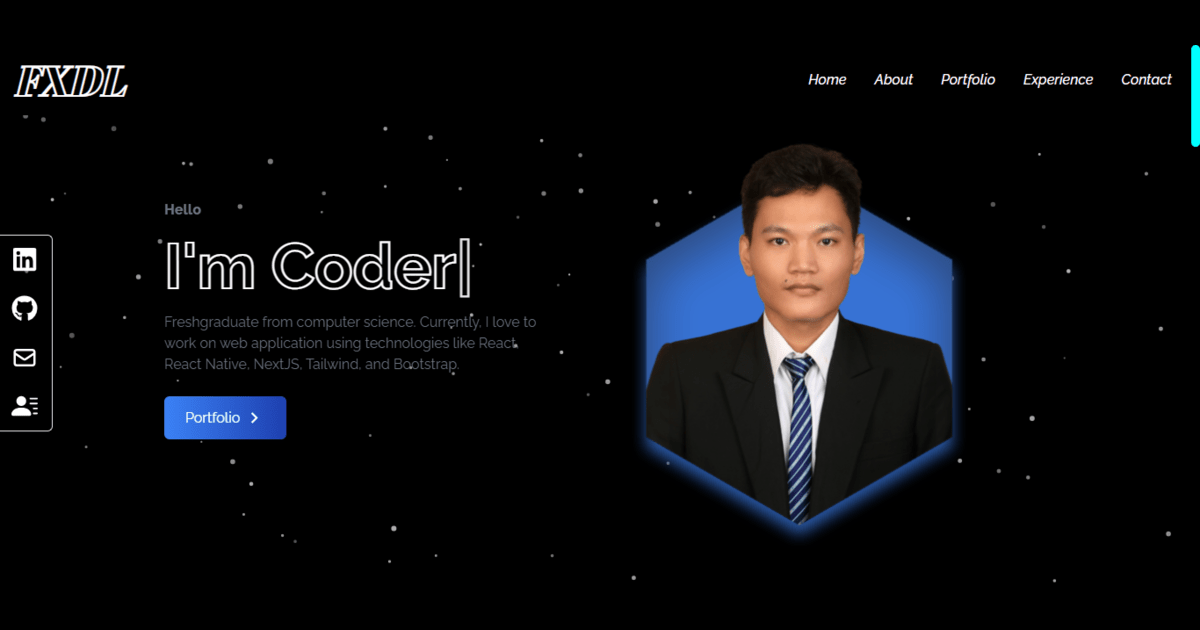 FXDL
Home About Portfolio Experience Contact
Hello
I'm Coder|
Freshgraduate from computer science. Currently, I love to
work on web application using technologies like React,
React Native, NextJS, Tailwind, and Bootstrap.
Portfolio
in